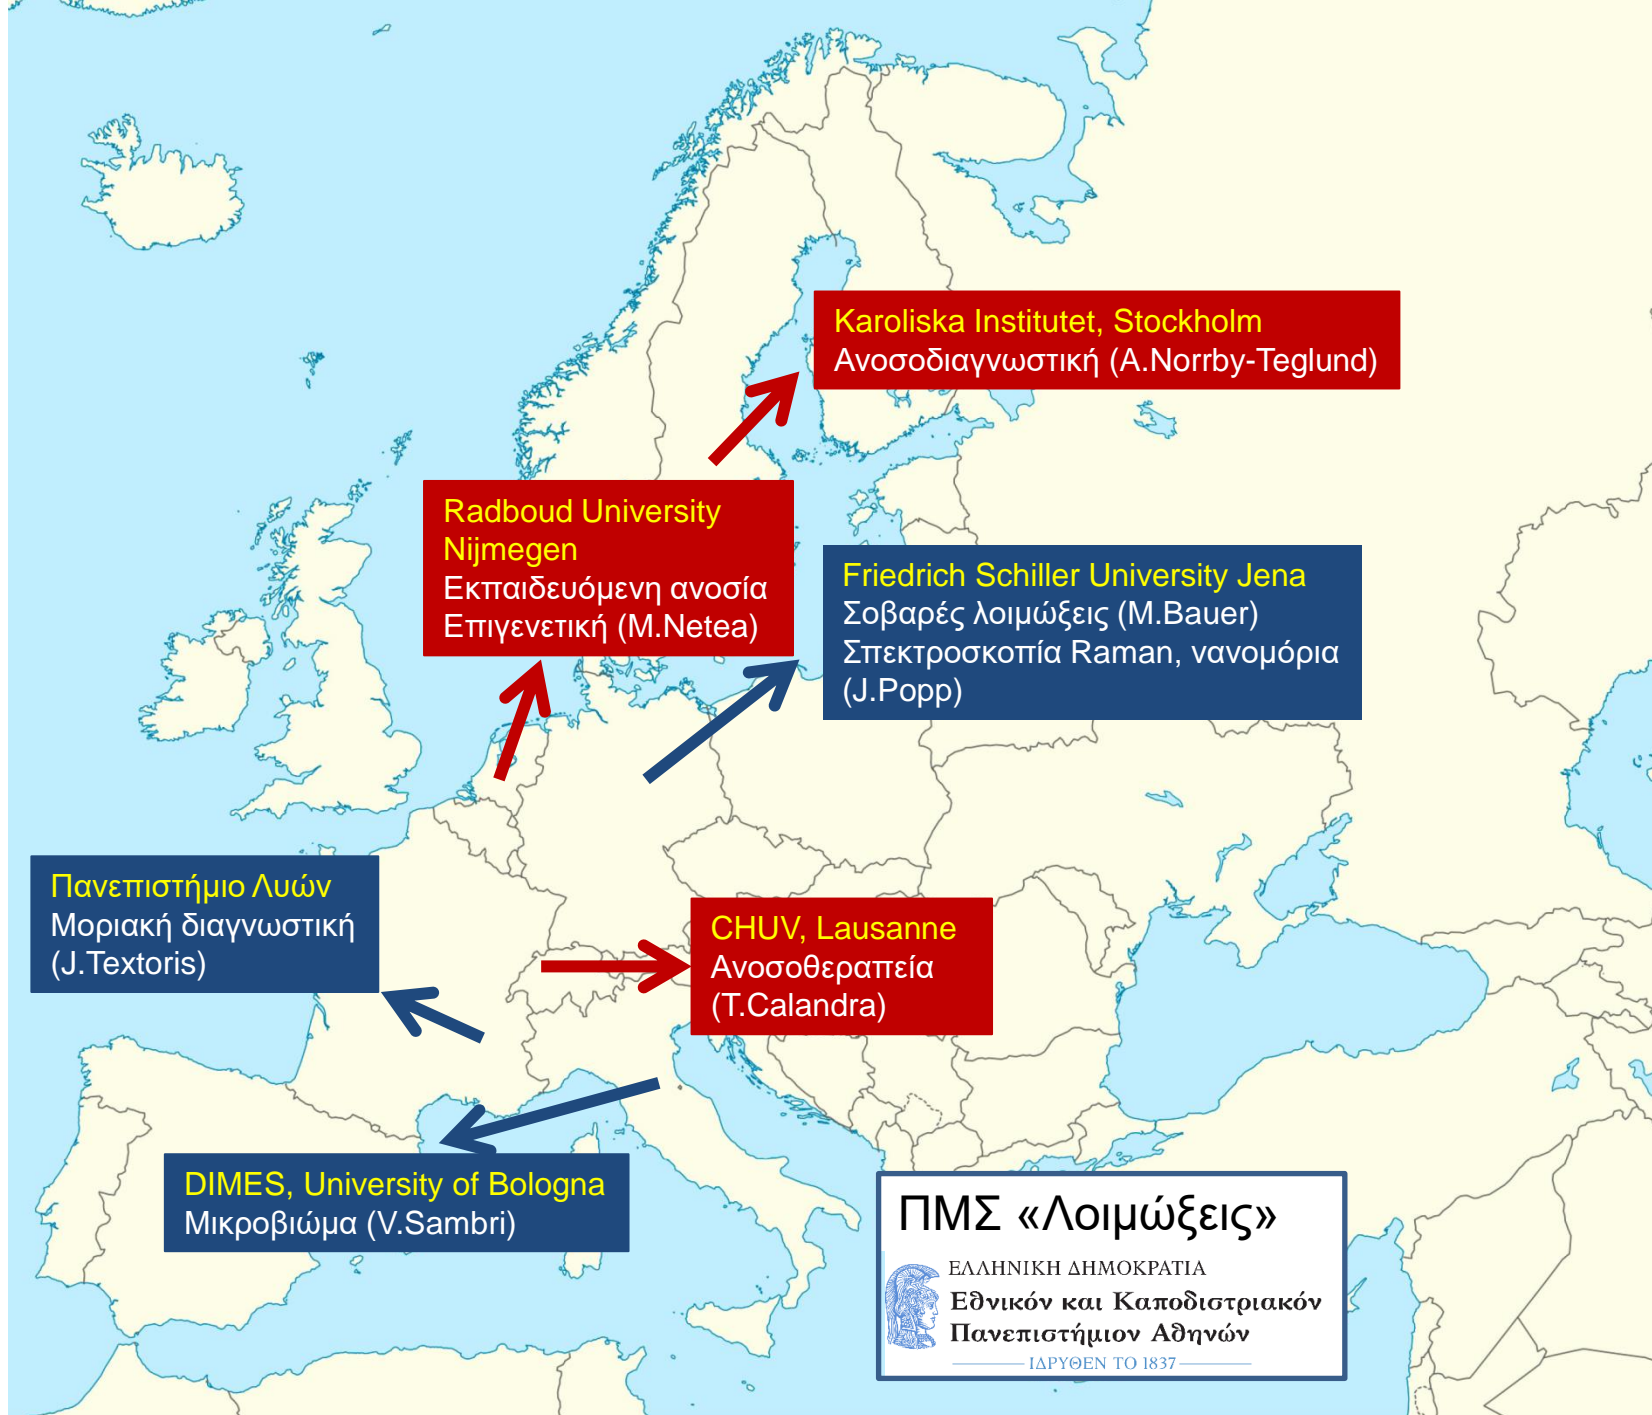 Karoliska Institutet, Stockholm
Ανοσοδιαγνωστική (A.Norrby-Teglund)
Radboud University
Nijmegen
Εκπαιδευόμενη ανοσία
Επιγενετική (M.Netea)
Friedrich Schiller University Jena
Σοβαρές λοιμώξεις (M.Bauer)
Σπεκτροσκοπία Raman, νανομόρια
(J.Popp)
Πανεπιστήμιο Λυών
Μοριακή διαγνωστική
(J.Textoris)
CHUV, Lausanne
Ανοσοθεραπεία
(T.Calandra)
DIMES, University of Bologna
Μικροβιώμα (V.Sambri)
ΠΜΣ «Λοιμώξεις»
ΕΛΛΗΝΙΚΗ ΔΗΜΟΚΡΑΤΙΑ
Εθνικόν και Καποδιστριακόν
Πανεπιστήμιον Αθηνών
ΙΔΡΥΘΕΝ ΤΟ 1837